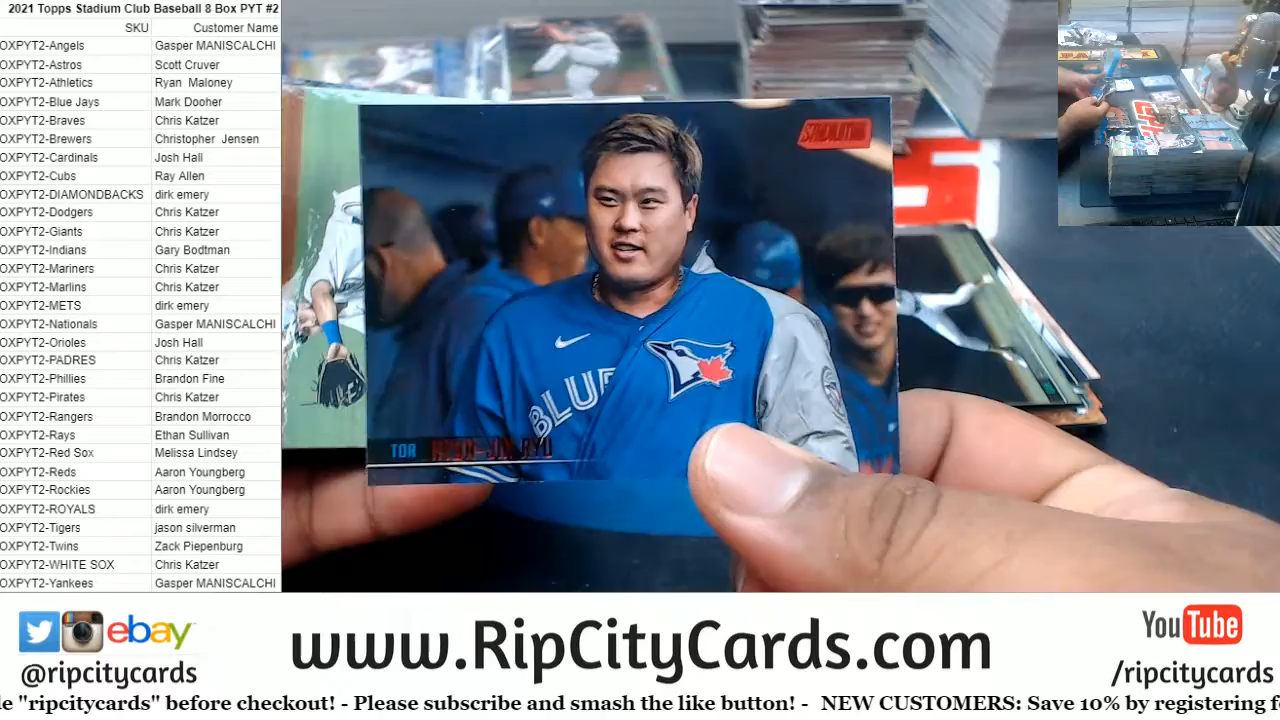 2021 Topps Stadium Club Baseball 8 Box PYT #2
SKU Customer Name
OXPYT2-Angels Gasper MANISCALCHI
OXPYT2-Astros Scott Cruver
OXPYT2-Athletics Ryan Maloney
OXPYT2-Blue Jays Mark Dooher
OXPYT2-Braves Chris Katzer
OXPYT2-Brewers Christopher Jensen
OXPYT2-Cardinals Josh Hall
OXPYT2-Cubs Ray Allen
OXPYT2-DIAMONDBACKS dirk emery
OXPYT2-Dodgers Chris Katzer
OXPYT2-Giants Chris Katzer
OXPYT2-Indians Gary Bodtman
OXPYT2-Mariners Chris Katzer
OXPYT2-Marlins Chris Katzer
OXPYT2-METS dirk emery
OXPYT2-Nationals Gasper MANISCALCHI
OXPYT2-Orioles Josh Hall
OXPYT2-PADRES Chris Katzer
OXPYT2-Phillies Brandon Fine
OXPYT2-Pirates Chris Katzer
OXPYT2-Rangers Brandon Morrocco
OXPYT2-Rays Ethan Sullivan
OXPYT2-Red Sox Melissa Lindsey
OXPYT2-Reds Aaron Youngberg
OXPYT2-Rockies Aaron Youngberg
OXPYT2-ROYALS dirk emery
OXPYT2-Tigers jason silverman
OXPYT2-Twins Zack Piepenburg
OXPYT2-WHITE SOX Chris Katzer
OXPYT2-Yankees Gasper MANISCALCHI
BLUE
TOR HYUN-JIN RYU
ebay
@ripcitycards
www.RipCityCards.com
YouTube
/ripcitycards
le "ripcitycards" before checkout! - Please subscribe and smash the like button! - NEW CUSTOMERS: Save 10% by registering f